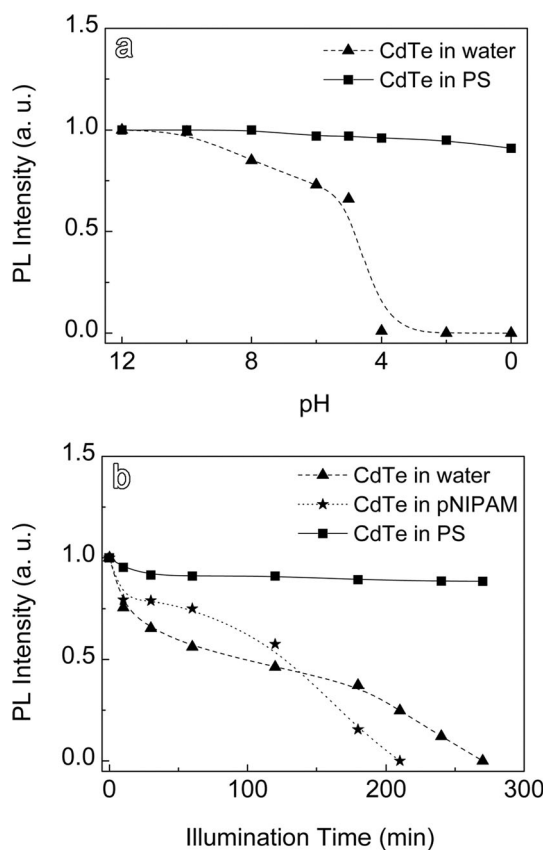 a
CdTe in water
CdTe in PS
PL Intensity (a. u.)
1.5
1.0
0.5
0.0
12
8
4
0
pH
b
CdTe in water
CdTe in pNIPAM
CdTe in PS
PL Intensity (a. u.)
1.5
1.0
0.5
0.0
0
100
200
300
Illumination Time (min)